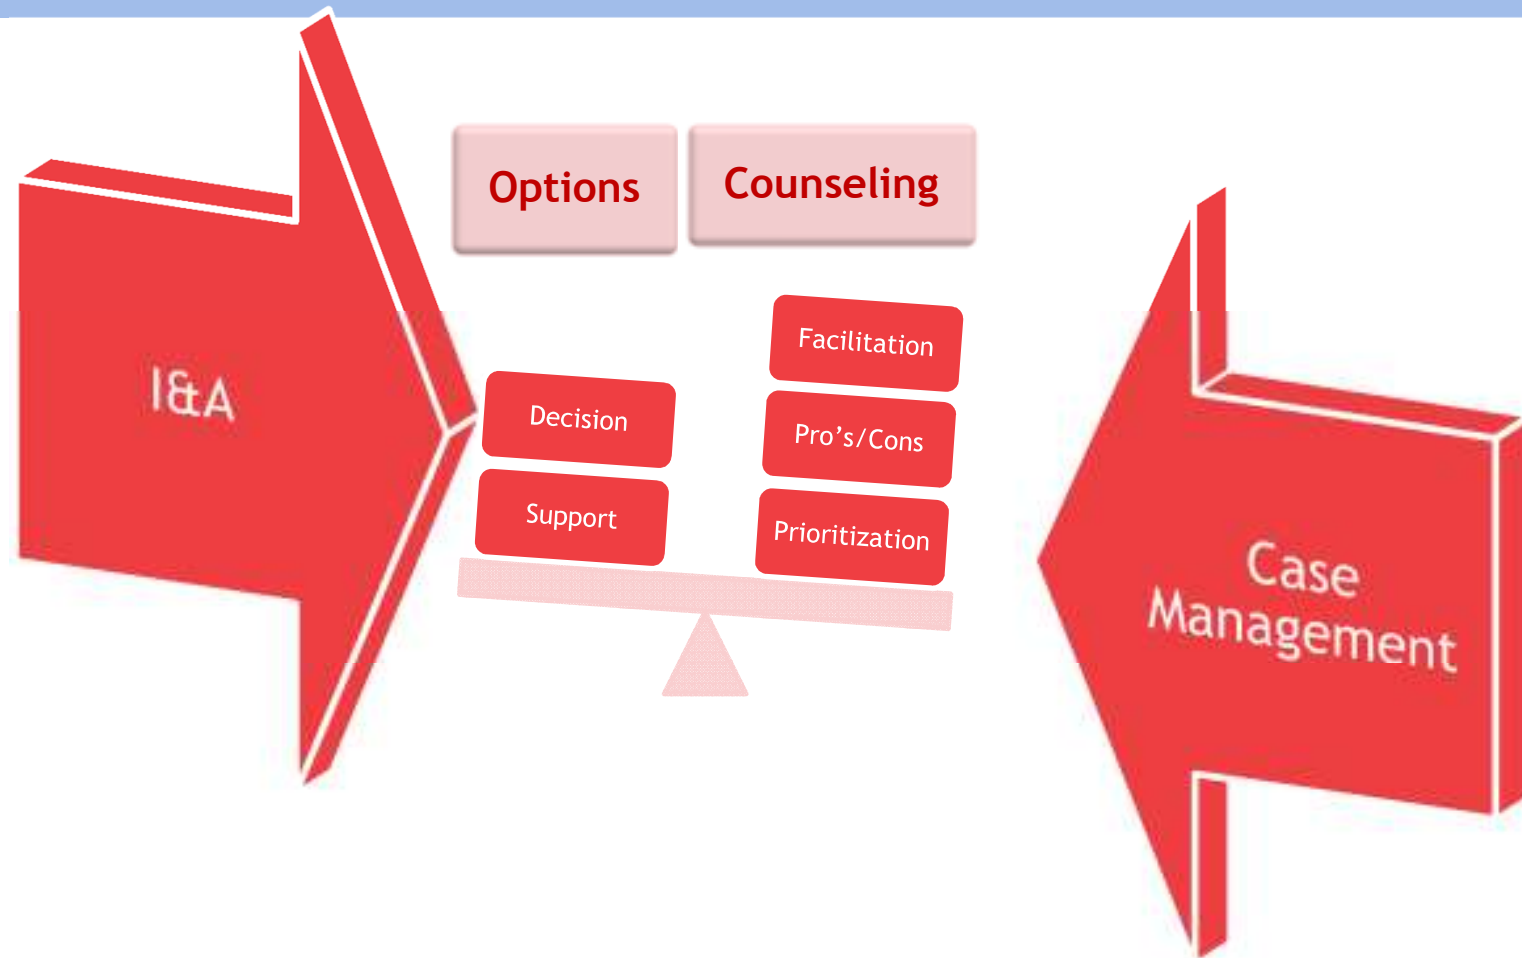 Options
Counseling
I&A
Decision
Support
Facilitation
Pro’s/Cons
Prioritization
Case
Management